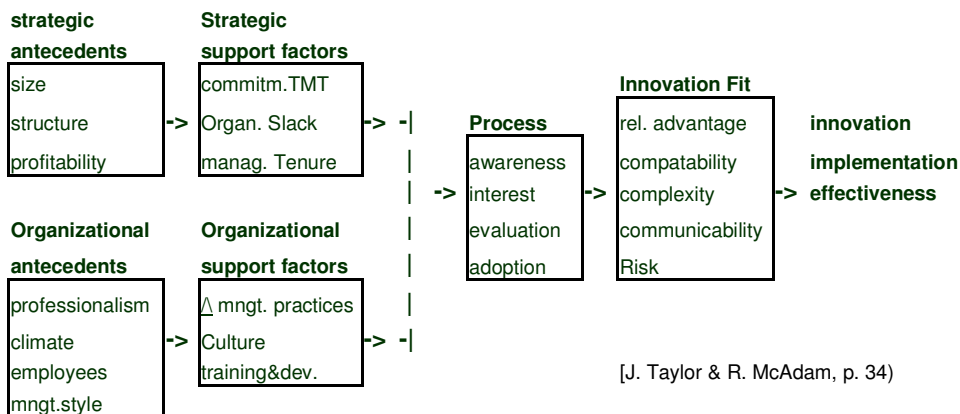 strategic
antecedents
size
structure
profitability
->
Strategic
support factors
commitm.TMT
Organ. Slack
manag. Tenure
-> -|
Organizational
antecedents
professionalism
climate
employees
mngt.style
->
Organizational
support factors
/\ mngt. practices
Culture
training&dev.
-> -|
|
|
|
|
|
|
->
Process
awareness
interest
evaluation
adoption
->
Innovation Fit
rel. advantage
compatability
complexity
communicability
Risk
->
innovation
implementation
effectiveness
[J. Taylor & R. McAdam, p. 34)